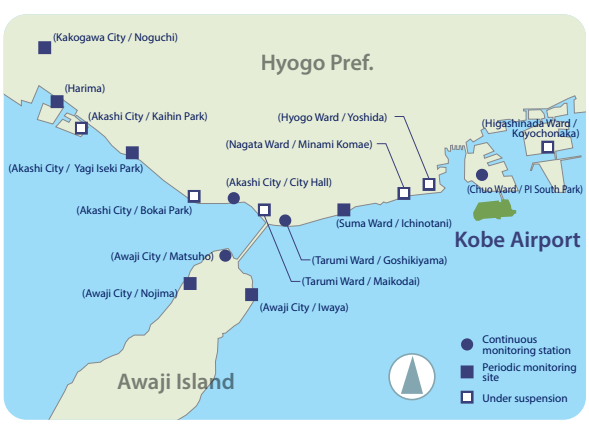 (Kakogawa City / Noguchi)
Hyogo Pref.
(Harima)
(Akashi City / Kaihin Park)
(Hyogo Ward / Yoshida)
(Higashinada Ward /
Koyochonaka)
(Nagata Ward / Minami Komae)
(Akashi City / Yagi Iseki Park)
(Akashi City / City Hall)
(Chuo Ward/ PI South Park)
(Akashi City / Bokai Park)
(Suma Ward / Ichinotani)
Kobe Airport
(Awaji City / Matsuho)
(Tarumi Ward / Goshikiyama)
(Tarumi Ward / Maikodai)
(Awaji City / Nojima)
(Awaji City / Iwaya)
Continuous
monitoring station
Periodic monitoring
site
Under suspension
Awaji Island